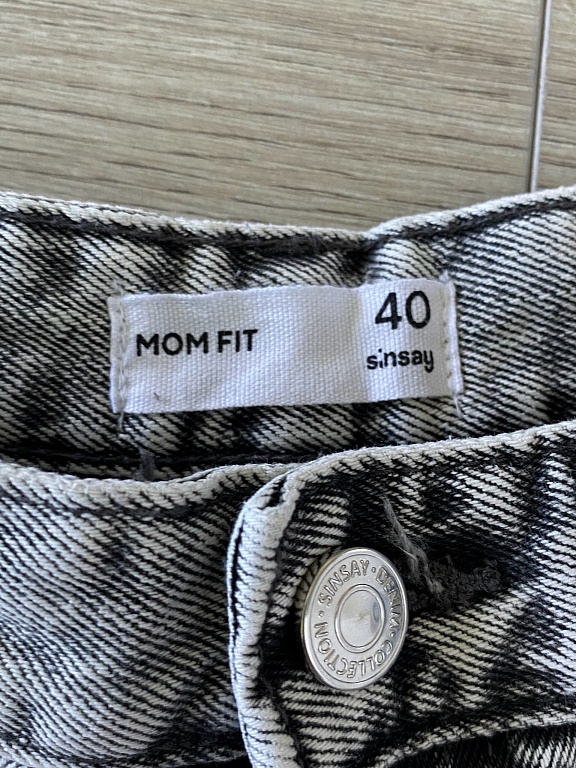 MOM FIT
40
sinsay
SINSAY · DENIM · COLLECTION ·